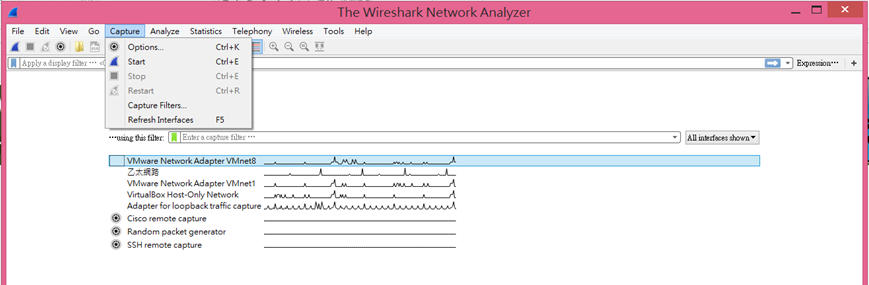 The Wireshark Network Analyzer
File Edit View Go Capture Analyze Statistics Telephony Wireless Tools Help
Options... Ctrl+K
Start Ctrl+E
Stop Ctrl+E
Restart Ctrl+R
Capture Filters...
Refresh Interfaces F5
Apply a display filter ... Expression...
...using this filter: Enter a capture filter ... All interfaces shown
VMware Network Adapter VMnet8
乙太網路
VMware Network Adapter VMnet1
VirtualBox Host-Only Network
Adapter for loopback traffic capture
Cisco remote capture
Random packet generator
SSH remote capture